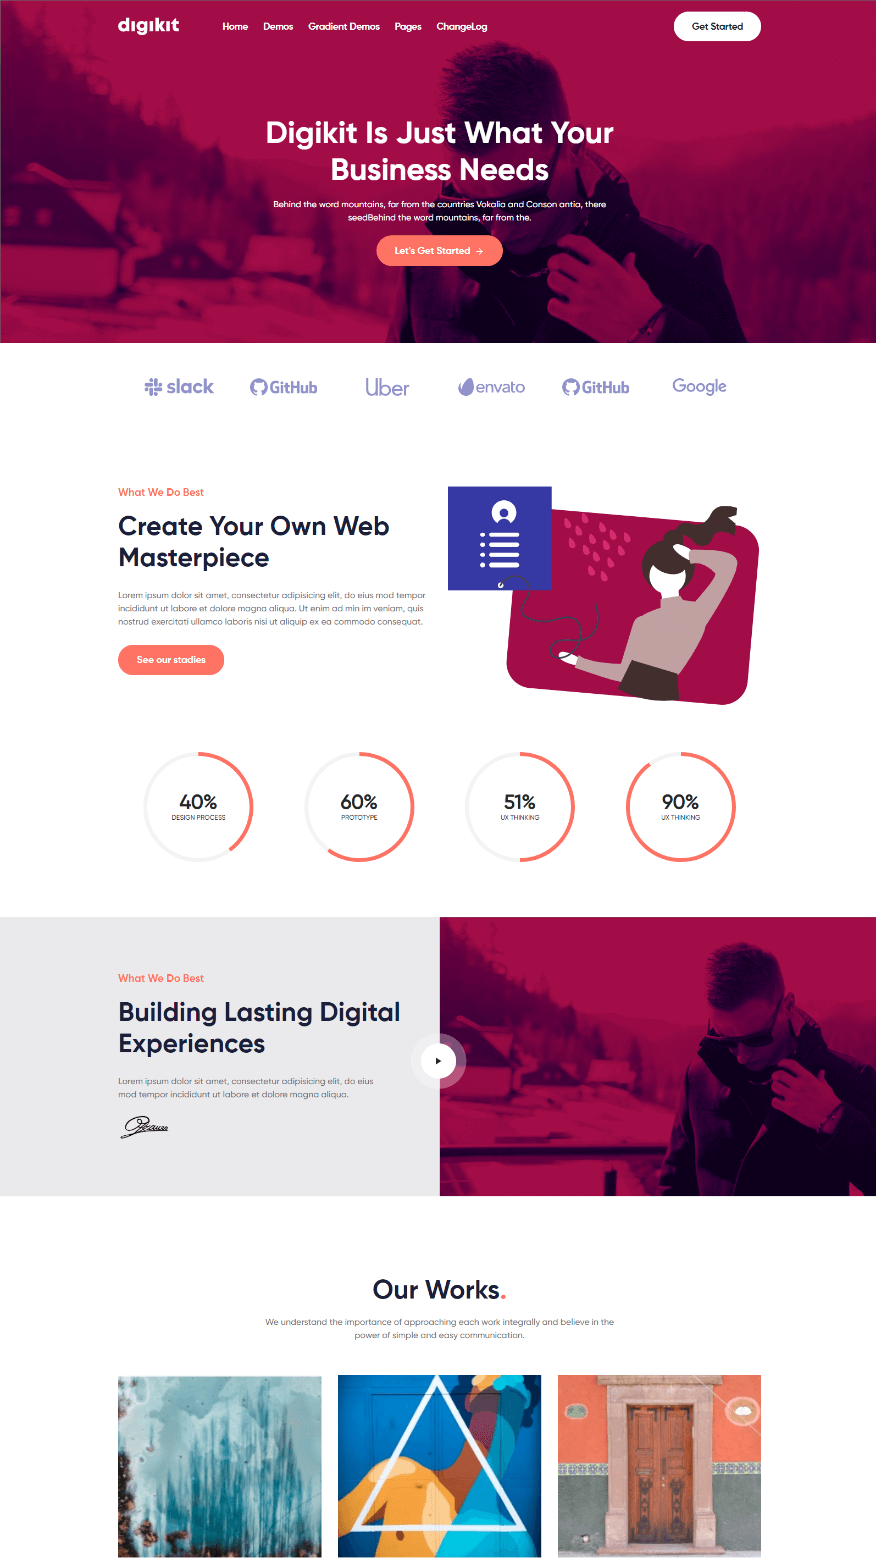 digikit Home Demos Gradient Demos Pages ChangeLog Get Started
Digikit Is Just What Your
Business Needs
Behind the word mountains, far from the countries Vokalia and Conson antia, there
seedBehind the word mountains, far from the.
Let's Get Started →
slack GitHub Uber envato GitHub Google
What We Do Best
Create Your Own Web
Masterpiece
Lorem ipsum dolor sit amet, consectetur adipisicing elit, do eius mod tempor
incididunt ut labore et dolore magna aliqua. Ut enim ad min im veniam, quis
nostrud exercitati ullamco laboris nisi ut aliquip ex ea commodo consequat.
See our stadies
40% 60% 51% 90%
DESIGN PROCESS PROTOTYPE UX THINKING UX THINKING
What We Do Best
Building Lasting Digital
Experiences
Lorem ipsum dolor sit amet, consectetur adipisicing elit, do eius
mod tempor incididunt ut labore et dolore magna aliqua.
Our Works.
We understand the importance of approaching each work integrally and believe in the
power of simple and easy communication.